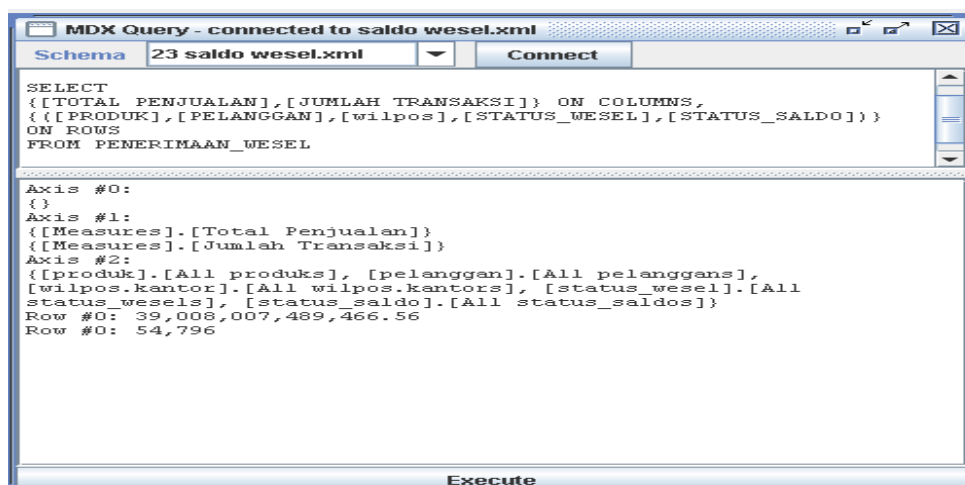 MDX Query - connected to saldo wesel.xml
Schema 23 saldo wesel.xml Connect
SELECT
{[TOTAL PENJUALAN],[JUMLAH TRANSAKSI]} ON COLUMNS,
{([PRODUK],[PELANGGAN],[wilpos],[STATUS_WESEL],[STATUS_SALDO])}
ON ROWS
FROM PENERIMAAN_WESEL
Axis #0:
{}
Axis #1:
{[Measures].[Total Penjualan]}
{[Measures].[Jumlah Transaksi]}
Axis #2:
{[produk].[All produks], [pelanggan].[All pelanggans],
[wilpos.kantor].[All wilpos.kantors], [status_wesel].[All
status_wesels], [status_saldo].[All status_saldos]}
Row #0: 39,008,007,489,466.56
Row #0: 54,796
Execute